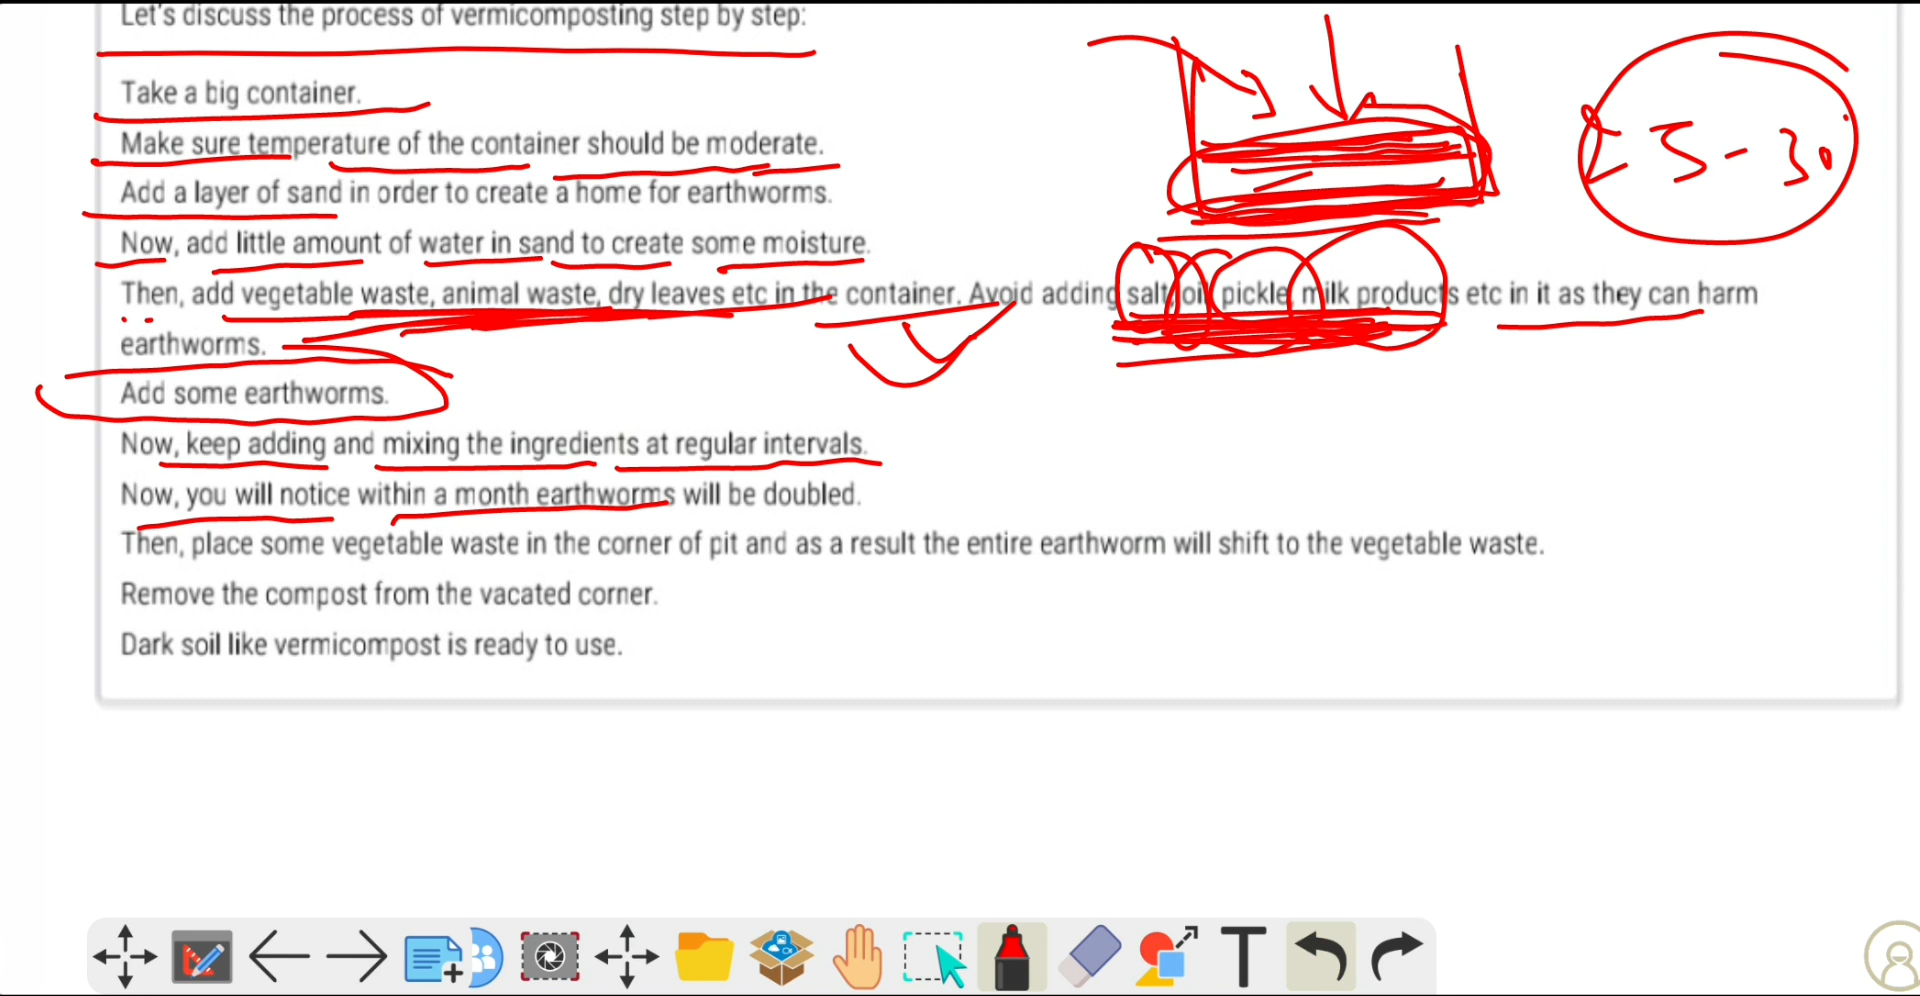 Let's discuss the process of vermicomposting step by step:
Take a big container.
Make sure temperature of the container should be moderate.
Add a layer of sand in order to create a home for earthworms.
Now, add little amount of water in sand to create some moisture.
Then, add vegetable waste, animal waste, dry leaves etc in the container. Avoid adding salt, oil, pickle, milk products etc in it as they can harm
earthworms.
Add some earthworms.
Now, keep adding and mixing the ingredients at regular intervals.
Now, you will notice within a month earthworms will be doubled.
Then, place some vegetable waste in the corner of pit and as a result the entire earthworm will shift to the vegetable waste.
Remove the compost from the vacated corner.
Dark soil like vermicompost is ready to use.
T